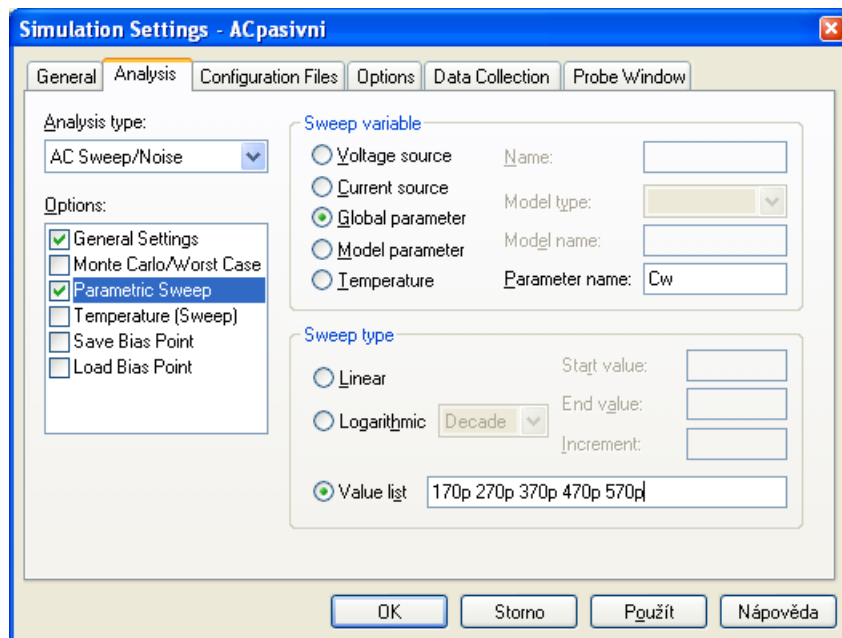 Simulation Settings - ACpasivni
General Analysis Configuration Files Options Data Collection Probe Window
Analysis type:
AC Sweep/Noise
Options:
General Settings
Monte Carlo/Worst Case
Parametric Sweep
Temperature (Sweep)
Save Bias Point
Load Bias Point
Sweep variable
Voltage source
Current source
Global parameter
Model parameter
Temperature
Name:
Model type:
Model name:
Parameter name: Cw
Sweep type
Linear
Logarithmic Decade
Start value:
End value:
Increment:
Value list 170p 270p 370p 470p 570p
OK Storno Použít Nápověda